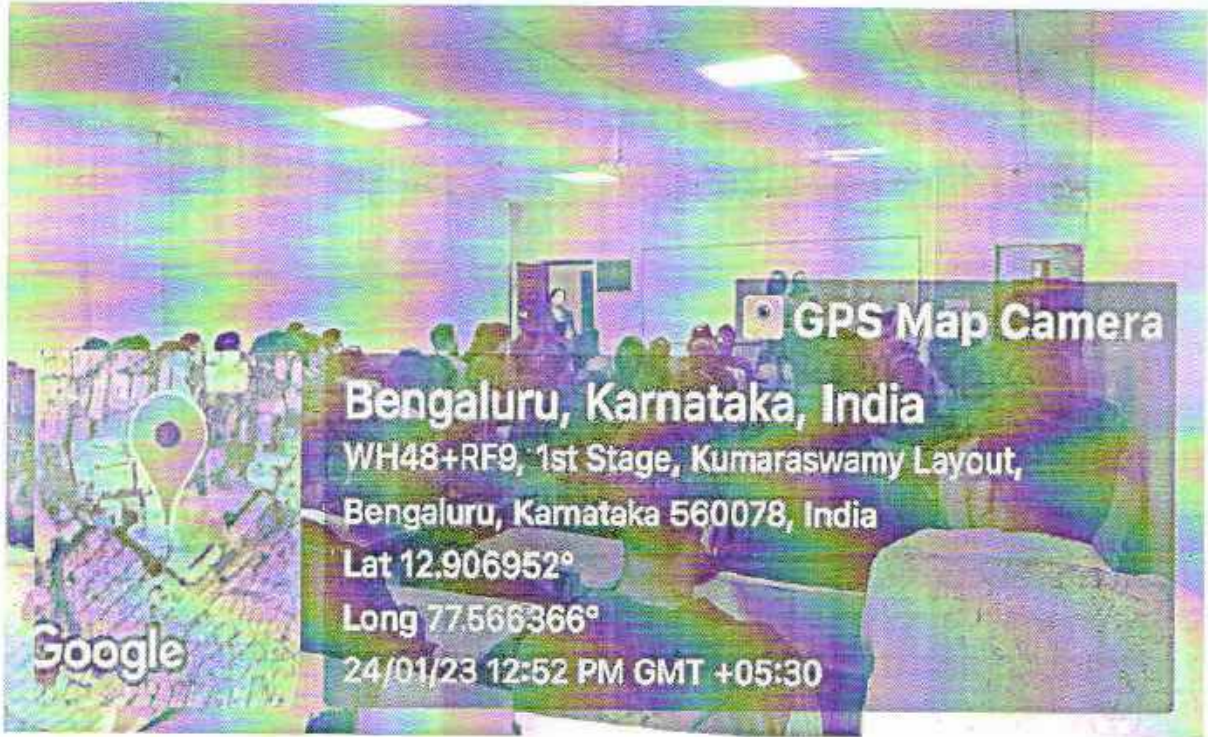 GPS Map Camera
Bengaluru, Karnataka, India
WH48+RF9, 1st Stage, Kumaraswamy Layout,
Bengaluru, Karnataka 560078, India
Lat 12.906952°
Long 77.566366°
24/01/23 12:52 PM GMT +05:30
Google